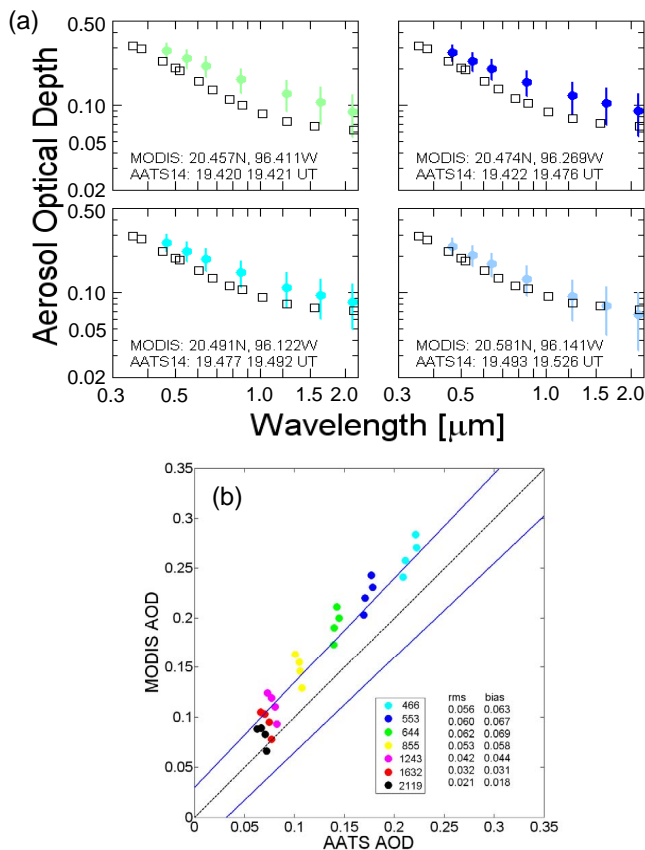 (a)
0.50
0.10
0.05
0.02
MODIS: 20.457N, 96.411W
AATS14: 19.420 19.421 UT
MODIS: 20.474N, 96.269W
AATS14: 19.422 19.476 UT
Aerosol Optical Depth
0.50
0.10
0.05
0.02
MODIS: 20.491N, 96.122W
AATS14: 19.477 19.492 UT
MODIS: 20.581N, 96.141W
AATS14: 19.493 19.526 UT
0.3 0.5 1.0 1.5 2.0 0.3 0.5 1.0 1.5 2.0
Wavelength [μm]
(b)
0.35
0.3
0.25
0.2
0.15
0.1
0.05
0
MODIS AOD
rms bias
466 0.056 0.063
553 0.060 0.067
644 0.062 0.069
855 0.053 0.058
1243 0.042 0.044
1632 0.032 0.031
2119 0.021 0.018
0 0.05 0.1 0.15 0.2 0.25 0.3 0.35
AATS AOD